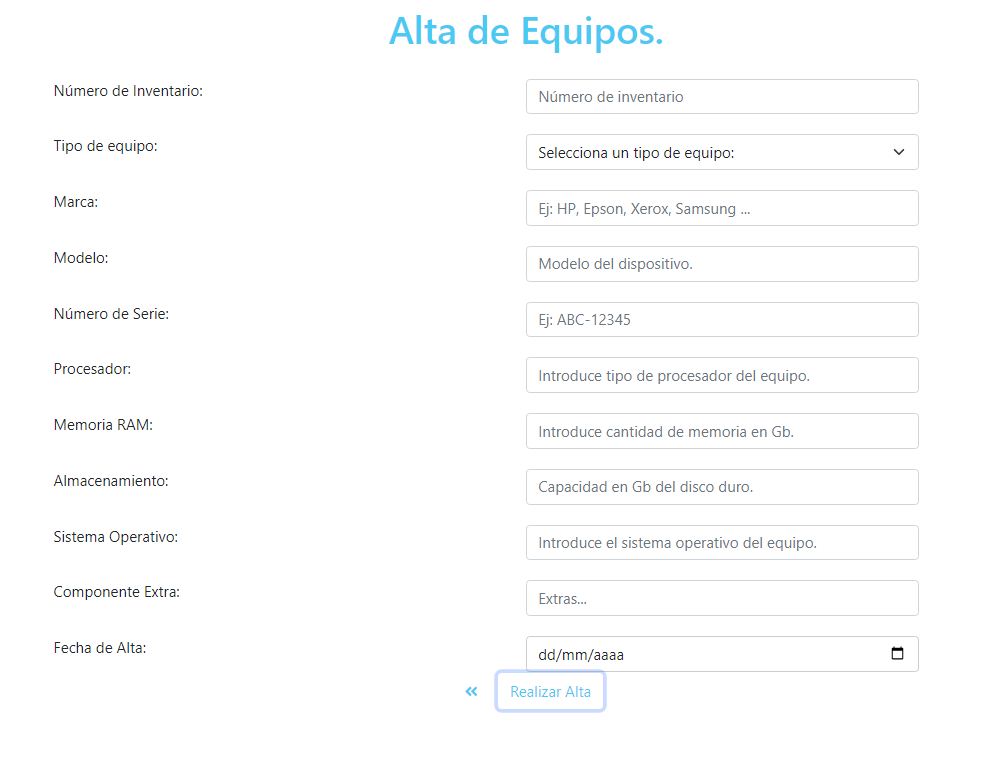 Alta de Equipos.
Número de Inventario:
Número de inventario
Tipo de equipo:
Selecciona un tipo de equipo:
Marca:
Ej: HP, Epson, Xerox, Samsung ...
Modelo:
Modelo del dispositivo.
Número de Serie:
Ej: ABC-12345
Procesador:
Introduce tipo de procesador del equipo.
Memoria RAM:
Introduce cantidad de memoria en Gb.
Almacenamiento:
Capacidad en Gb del disco duro.
Sistema Operativo:
Introduce el sistema operativo del equipo.
Componente Extra:
Extras...
Fecha de Alta:
dd/mm/aaaa
Realizar Alta